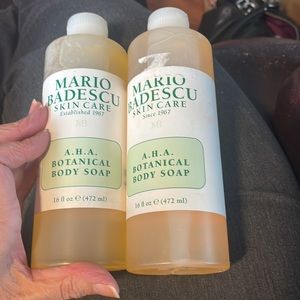 MARIO
BADESCU
SKIN CARE
Established 1967
A.H.A.
BOTANICAL
BODY SOAP
16 fl oz ℮ (472 ml)
MARIO
BADESCU
SKIN CARE
Since 1967
A.H.A.
BOTANICAL
BODY SOAP
16 fl oz ℮ (472 ml)